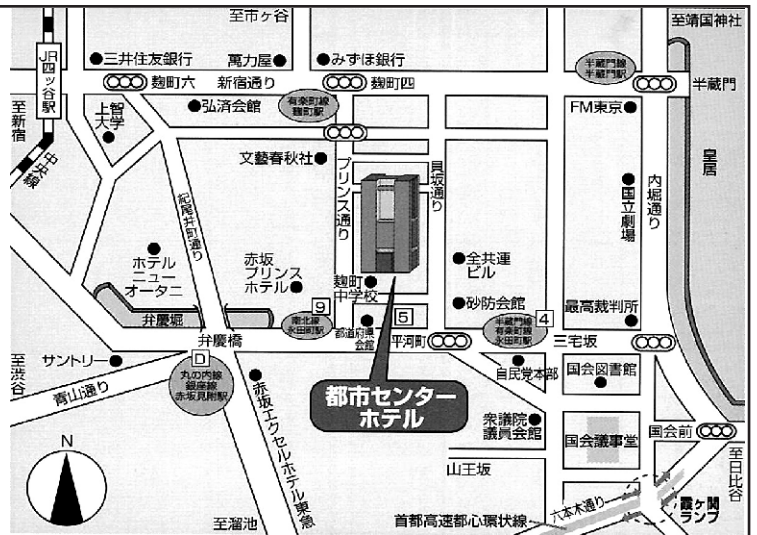 至市ヶ谷
至靖国神社
JR四ッ谷駅
三井住友銀行
萬力屋
みずほ銀行
半蔵門線
半蔵門駅
麹町六
新宿通り
麹町四
半蔵門
至新宿
上智
大学
弘済会館
有楽町線
麹町駅
FM東京
中央線
文藝春秋社
プリンス通り
貝坂通り
国立劇場
内堀通り
皇居
紀尾井町通り
ホテル
ニュー
オータニ
赤坂
プリンス
ホテル
全共連
ビル
麹町
中学校
砂防会館
最高裁判所
9
南北線
永田町駅
都道府県
会館
5
平河町
4
半蔵門線
有楽町線
永田町駅
三宅坂
弁慶堀
弁慶橋
至渋谷
サントリー
D
丸の内線
銀座線
赤坂見附駅
青山通り
都市センター
ホテル
自民党本部
国会図書館
赤坂エクセルホテル東急
衆議院
議員会館
国会議事堂
国会前
N
山王坂
至日比谷
六本木通り
霞ヶ関
ランプ
至溜池
首都高速都心環状線